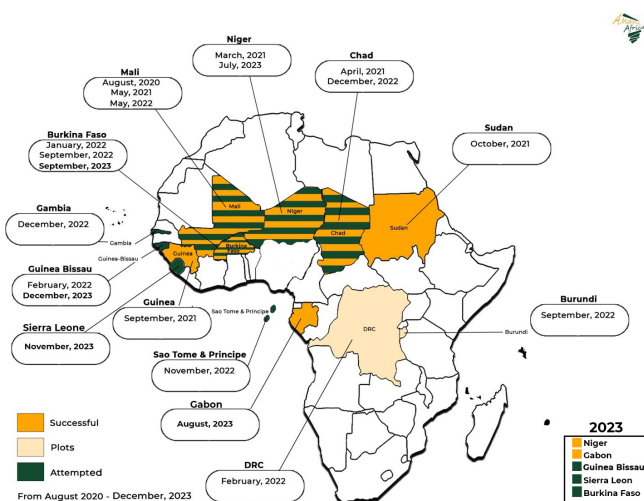 Amani
Africa
Niger
March, 2021
July, 2023
Chad
April, 2021
December, 2022
Mali
August, 2020
May, 2021
May, 2022
Sudan
October, 2021
Burkina Faso
January, 2022
September, 2022
September, 2023
Gambia
December, 2022
Mali
Niger
Chad
Sudan
Burkina
Faso
Guinea
Gambia
Guinea-Bissau
Guinea Bissau
February, 2022
December, 2023
Guinea
September, 2021
Sao Tome & Principe
Burundi
September, 2022
Sierra Leone
November, 2023
DRC
Burundi
Sao Tome & Principe
November, 2022
Gabon
August, 2023
DRC
February, 2022
Successful
Plots
Attempted
From August 2020 - December, 2023
2023
Niger
Gabon
Guinea Bissau
Sierra Leon
Burkina Faso